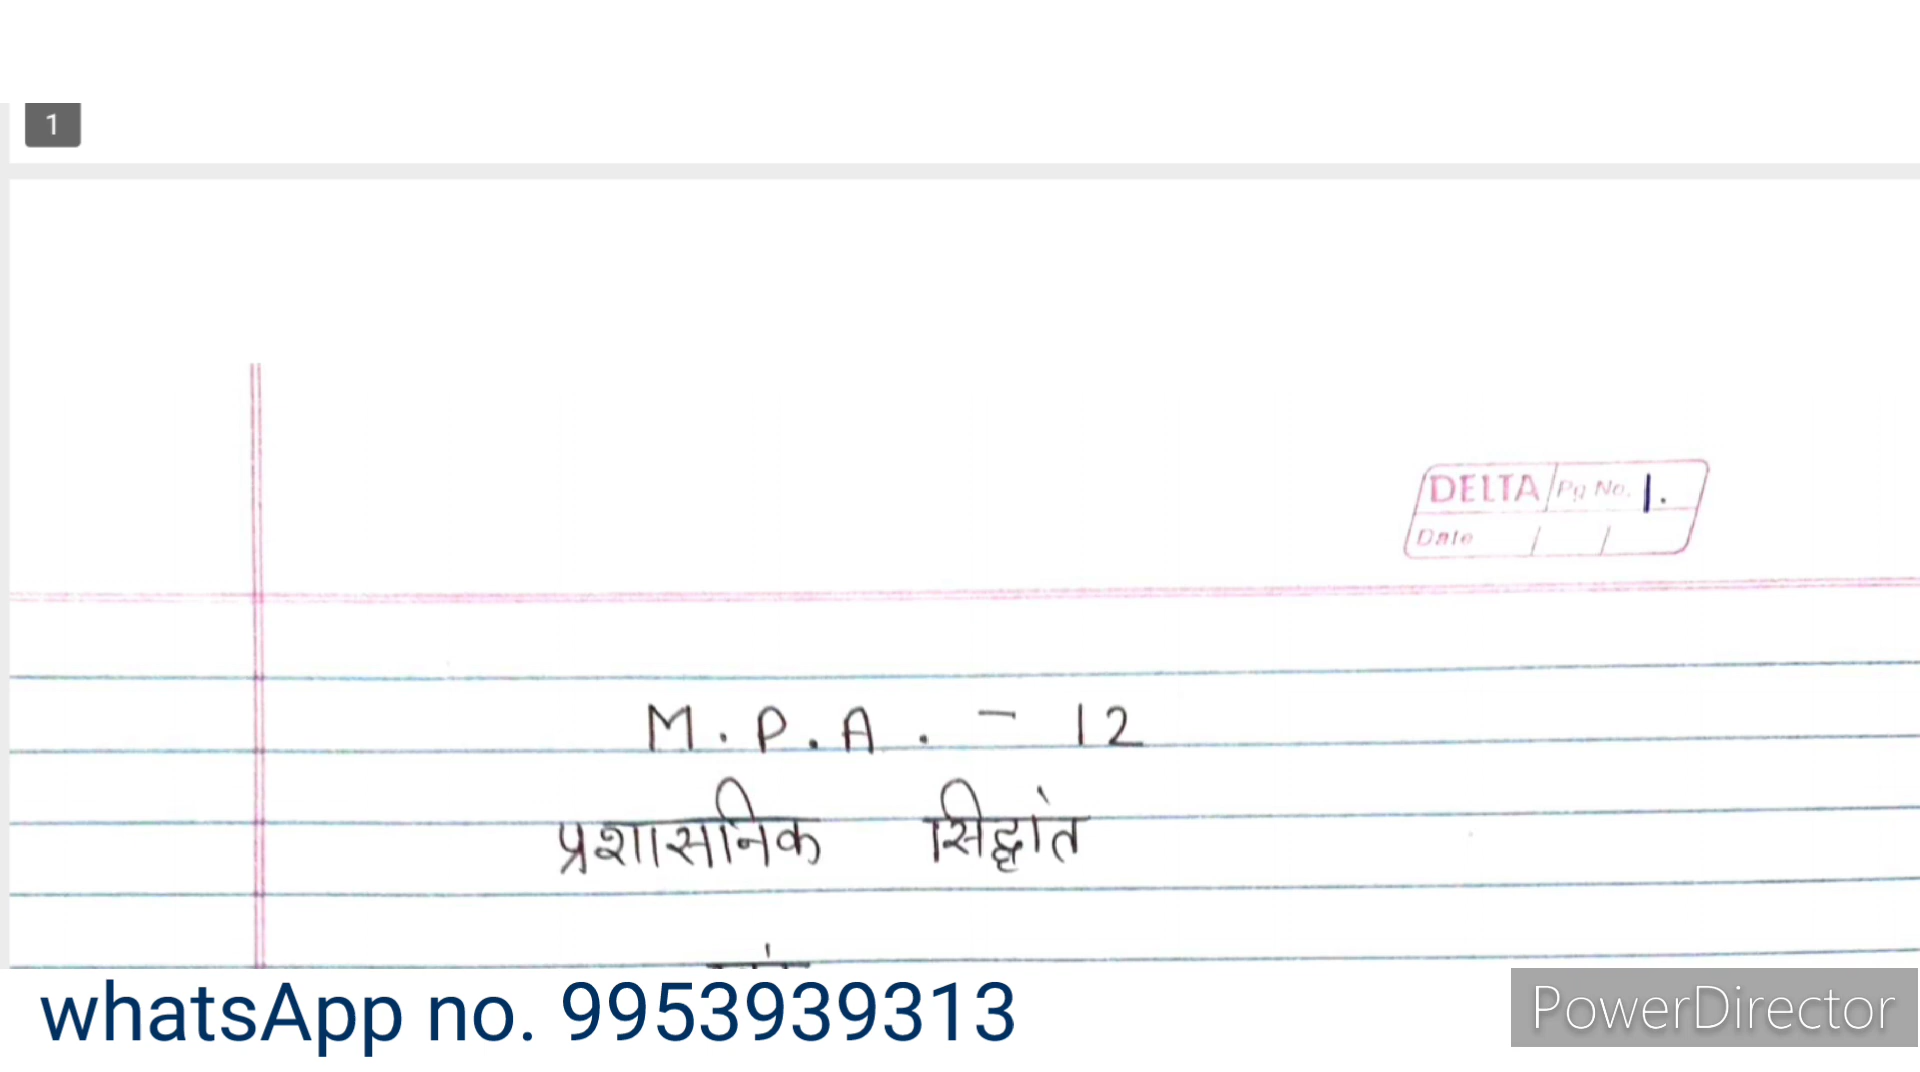 1
DELTA Pg No. 1.
Date / /
M.P.A. - 12
प्रशासनिक सिद्धांत
whatsApp no. 9953939313
PowerDirector